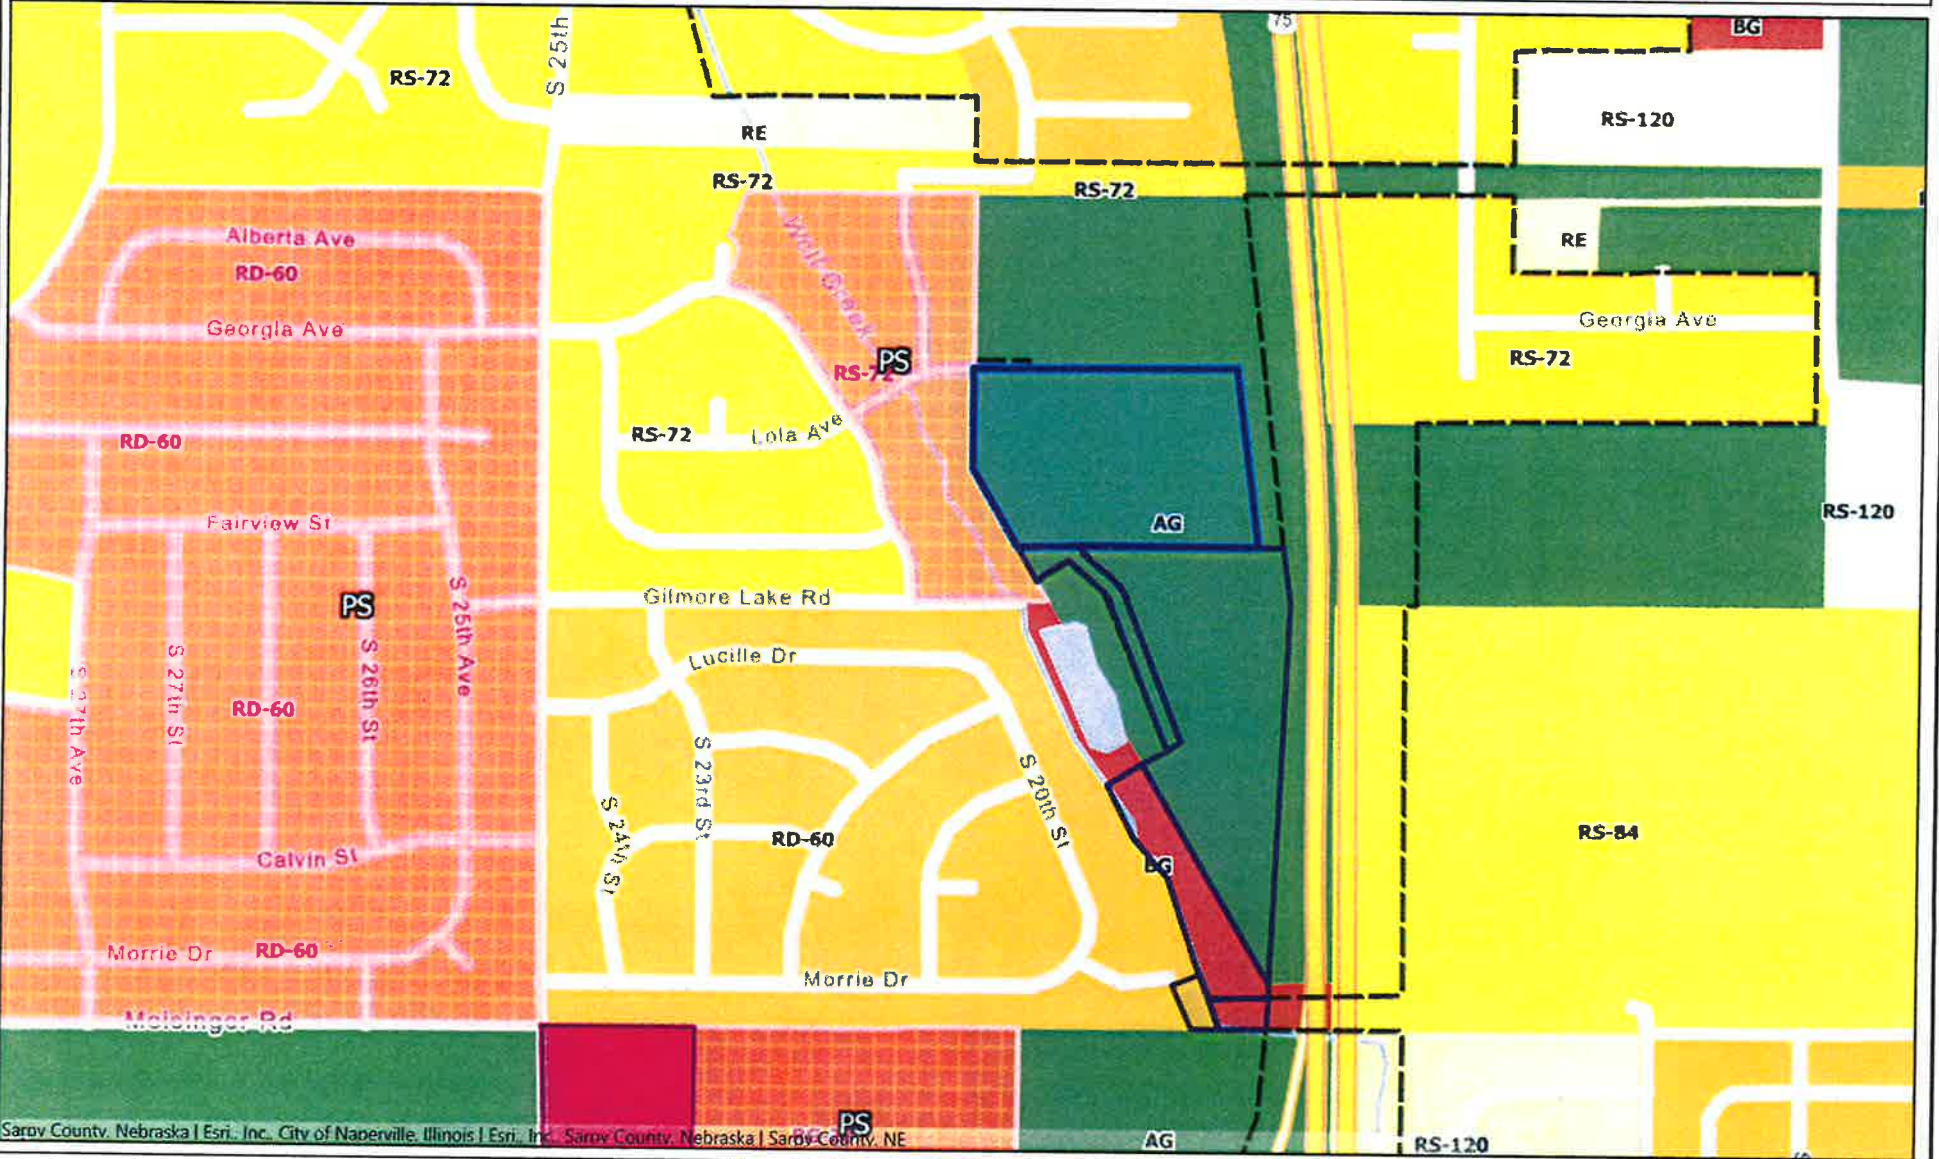 75
BG
S 25th
RS-72
RS-120
RE
RS-72
RS-72
Alberta Ave
RE
RD-60
Georgia Ave
Georgia Ave
RS-72
PS
RS-72
RD-60
RS-72
Lola Ave
AG
RS-120
Fairview St
Gilmore Lake Rd
PS
S 25th Ave
S 26th St
S 27th St
S 27th Ave
Lucille Dr
RD-60
S 23rd St
S 20th St
S 24th St
RD-60
RS-84
Calvin St
BG
Morrie Dr
RD-60
Morrie Dr
Meisinger Rd
PS
Sarpy County, Nebraska | Esri., Inc., City of Naperville, Illinois | Esri., Inc. Sarpy County, Nebraska | Sarpy County, NE
AG
RS-120